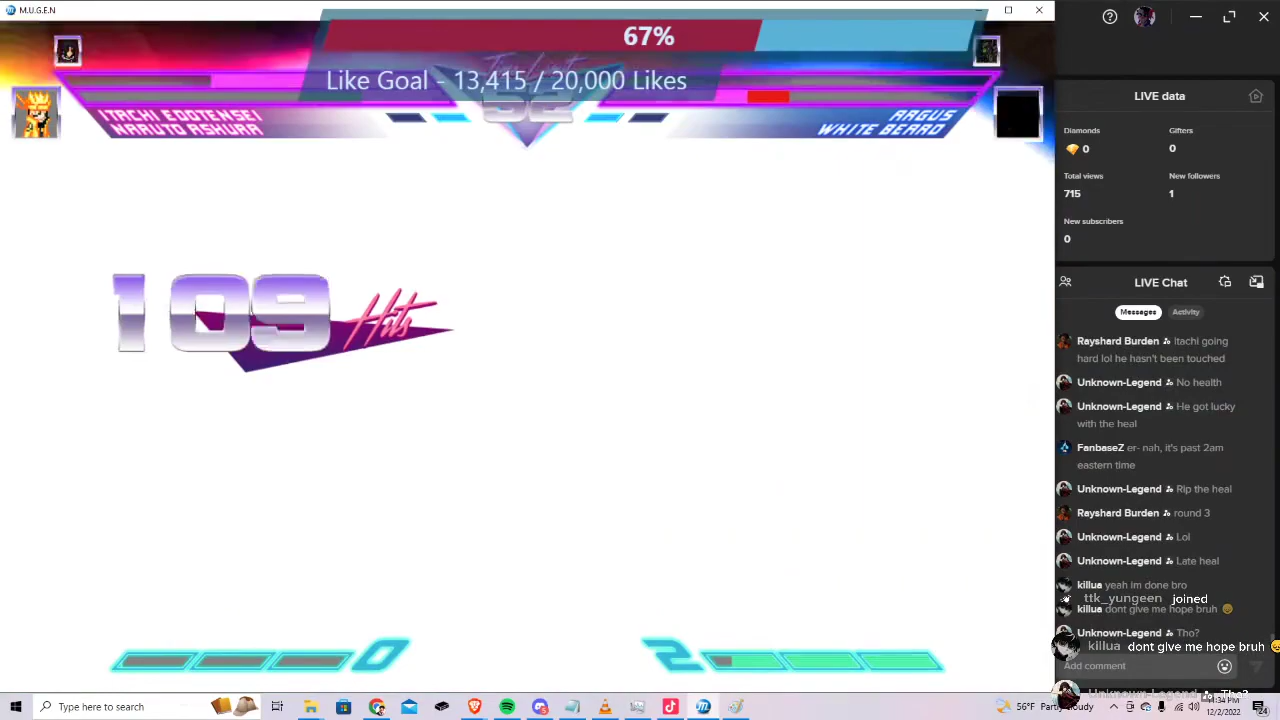 M.U.G.E.N
67%
Like Goal - 13,415 / 20,000 Likes
ITACHI EDOTENSEI
NARUTO ASHURA
ARGUS
WHITE BEARD
109 Hits
0
2
LIVE data
Diamonds
0
Gifters
0
Total views
715
New followers
1
New subscribers
0
LIVE Chat
Messages
Activity
Rayshard Burden Itachi going
hard lol he hasn't been touched
Unknown-Legend No health
Unknown-Legend He got lucky
with the heal
FanbaseZ er- nah, it's past 2am
eastern time
Unknown-Legend Rip the heal
Rayshard Burden round 3
Unknown-Legend Lol
Unknown-Legend Late heal
killua yeah im done bro
ttk_yungeen joined
killua dont give me hope bruh
Unknown-Legend Tho?
killua dont give me hope bruh
Add comment
Unknown-Legend Tho?
Type here to search
56°F Partly cloudy
12/2/2022